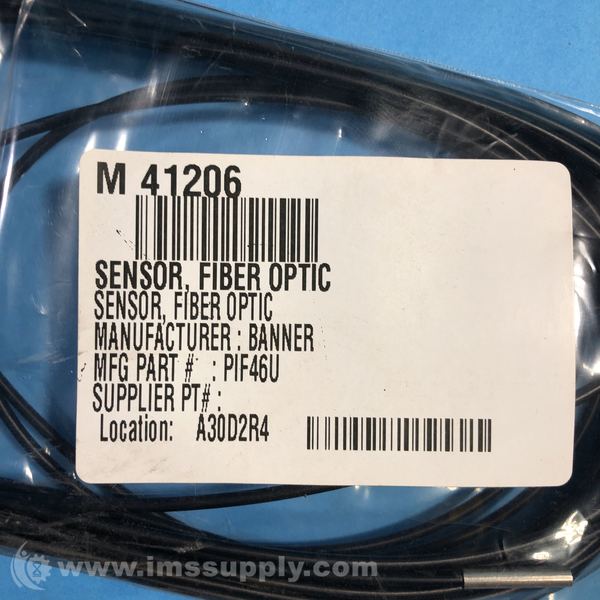 M 41206
SENSOR, FIBER OPTIC
SENSOR, FIBER OPTIC
MANUFACTURER : BANNER
MFG PART # : PIF46U
SUPPLIER PT# :
Location: A30D2R4
www.imssupply.com